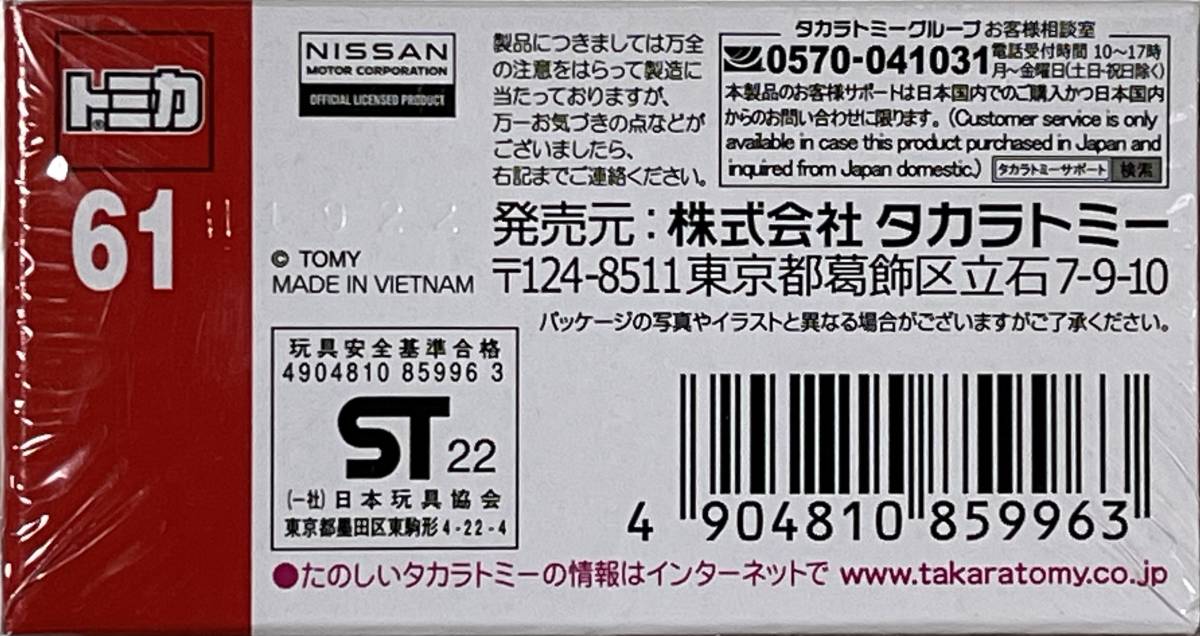 トミカ
61
NISSAN
MOTOR CORPORATION
OFFICIAL LICENSED PRODUCT
製品につきましては万全
の注意をはらって製造に
当たっておりますが、
万一お気づきの点などが
ございましたら、
右記までご連絡ください。
タカラトミーグループ お客様相談室
0570-041031 電話受付時間 10〜17時
月〜金曜日(土日・祝日除く)
本製品のお客様サポートは日本国内でのご購入かつ日本国内
からのお問い合わせに限ります。(Customer service is only
available in case this product purchased in Japan and
inquired from Japan domestic.) タカラトミーサポート 検索
発売元：株式会社 タカラトミー
〒124-8511 東京都葛飾区立石 7-9-10
© TOMY
MADE IN VIETNAM
パッケージの写真やイラストと異なる場合がございますがご了承ください。
玩具安全基準合格
4904810 85996 3
ST 22
(一社) 日本玩具協会
東京都墨田区東駒形 4-22-4
4 904810 859963
●たのしいタカラトミーの情報はインターネットで www.takaratomy.co.jp